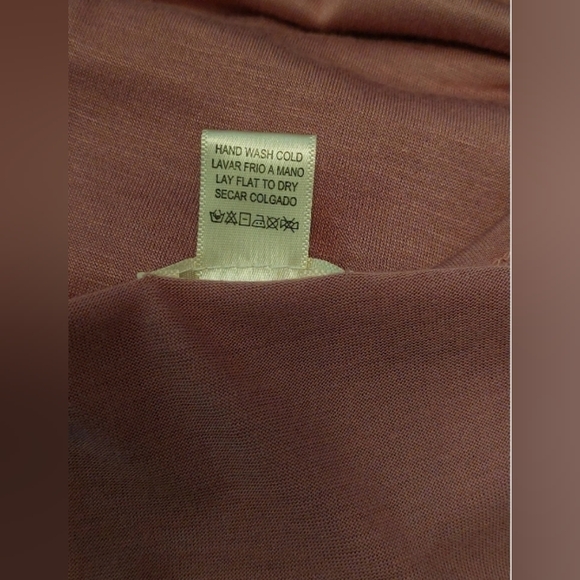 HAND WASH COLD
LAVAR FRIO A MANO
LAY FLAT TO DRY
SECAR COLGADO